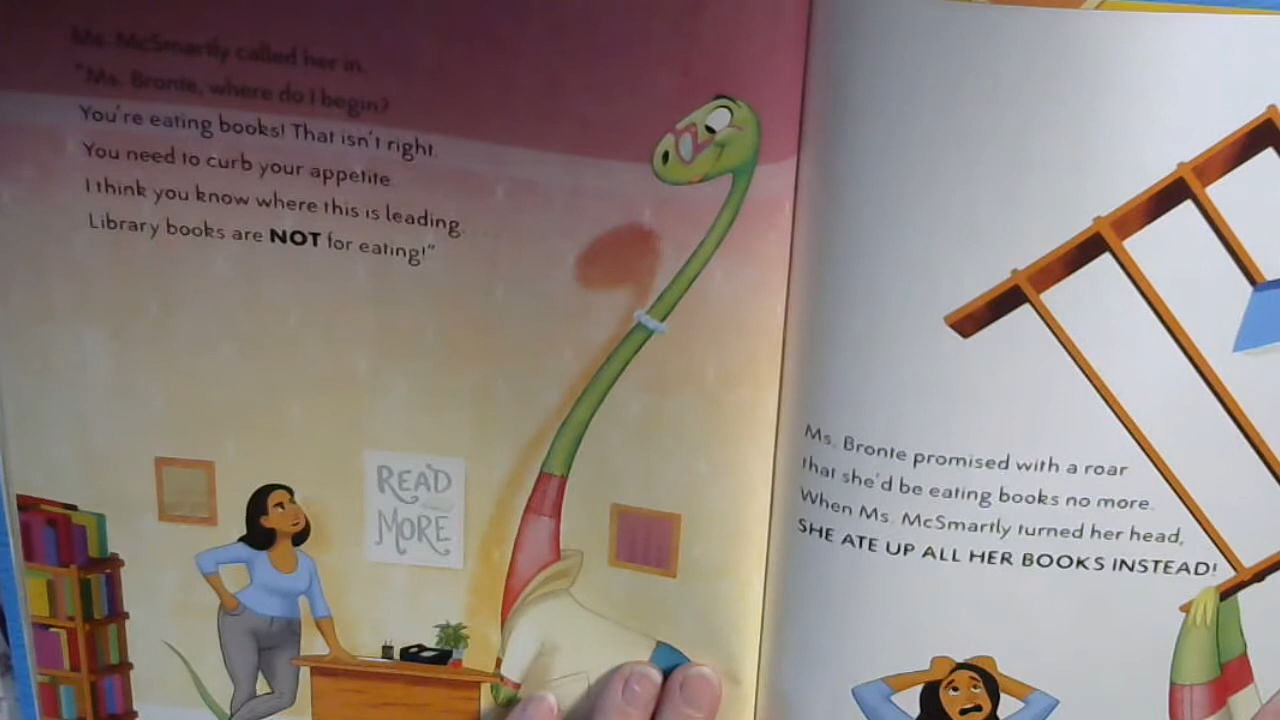 Ms. McSmartly called her in.
"Ms. Bronte, where do I begin?
You're eating books! That isn't right.
You need to curb your appetite.
I think you know where this is leading.
Library books are NOT for eating!"
READ
MORE
Ms. Bronte promised with a roar
that she'd be eating books no more.
When Ms. McSmartly turned her head,
SHE ATE UP ALL HER BOOKS INSTEAD!